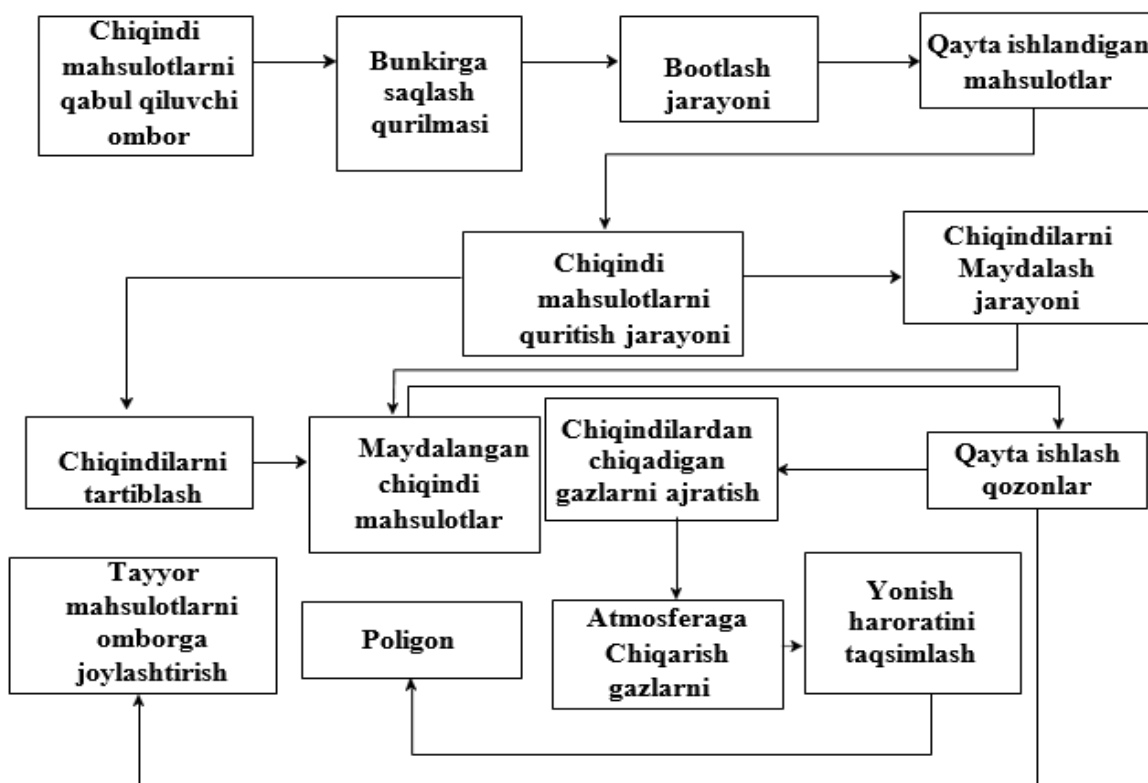 Chiqindi
mahsulotlarni
qabul qiluvchi
ombor
Bunkirga
saqlash
qurilmasi
Bootlash
jarayoni
Qayta ishlandigan
mahsulotlar
Chiqindi
mahsulotlarni
quritish jarayoni
Chiqindilarni
Maydalash
jarayoni
Chiqindilarni
tartiblash
Maydalangan
chiqindi
mahsulotlar
Chiqindilardan
chiqadigan
gazlarni ajratish
Qayta ishlash
qozonlar
Tayyor
mahsulotlarni
omborga
joylashtirish
Poligon
Atmosferaga
Chiqarish
gazlarni
Yonish
haroratini
taqsimlash